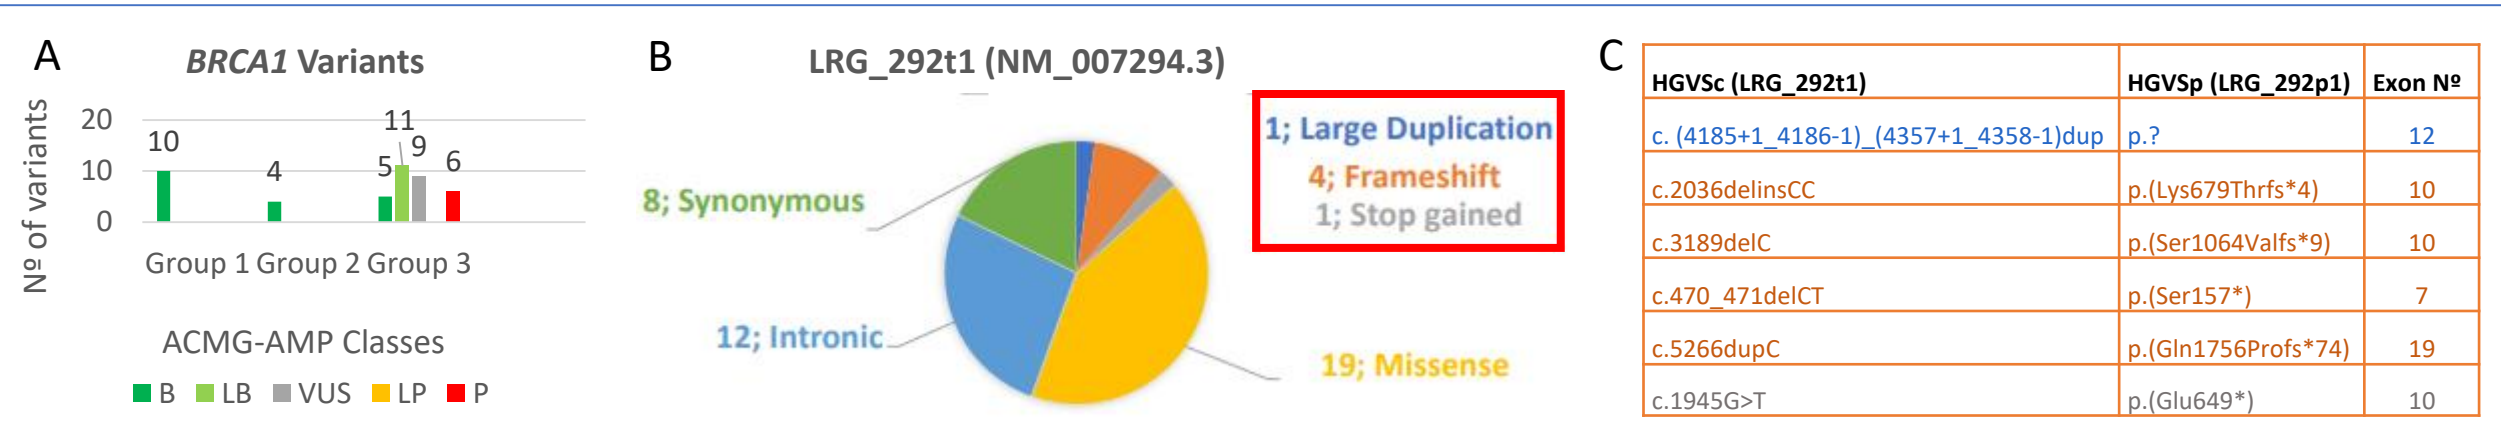 A
BRCA1 Variants
Nº of variants
20
10
0
10
4
5
11
9
6
Group 1 Group 2 Group 3
ACMG-AMP Classes
B LB VUS LP P
B
LRG_292t1 (NM_007294.3)
1; Large Duplication
4; Frameshift
1; Stop gained
8; Synonymous
12; Intronic
19; Missense
C
HGVSc (LRG_292t1) HGVSp (LRG_292p1) Exon Nº
c. (4185+1_4186-1)_(4357+1_4358-1)dup p.? 12
c.2036delinsCC p.(Lys679Thrfs*4) 10
c.3189delC p.(Ser1064Valfs*9) 10
c.470_471delCT p.(Ser157*) 7
c.5266dupC p.(Gln1756Profs*74) 19
c.1945G>T p.(Glu649*) 10